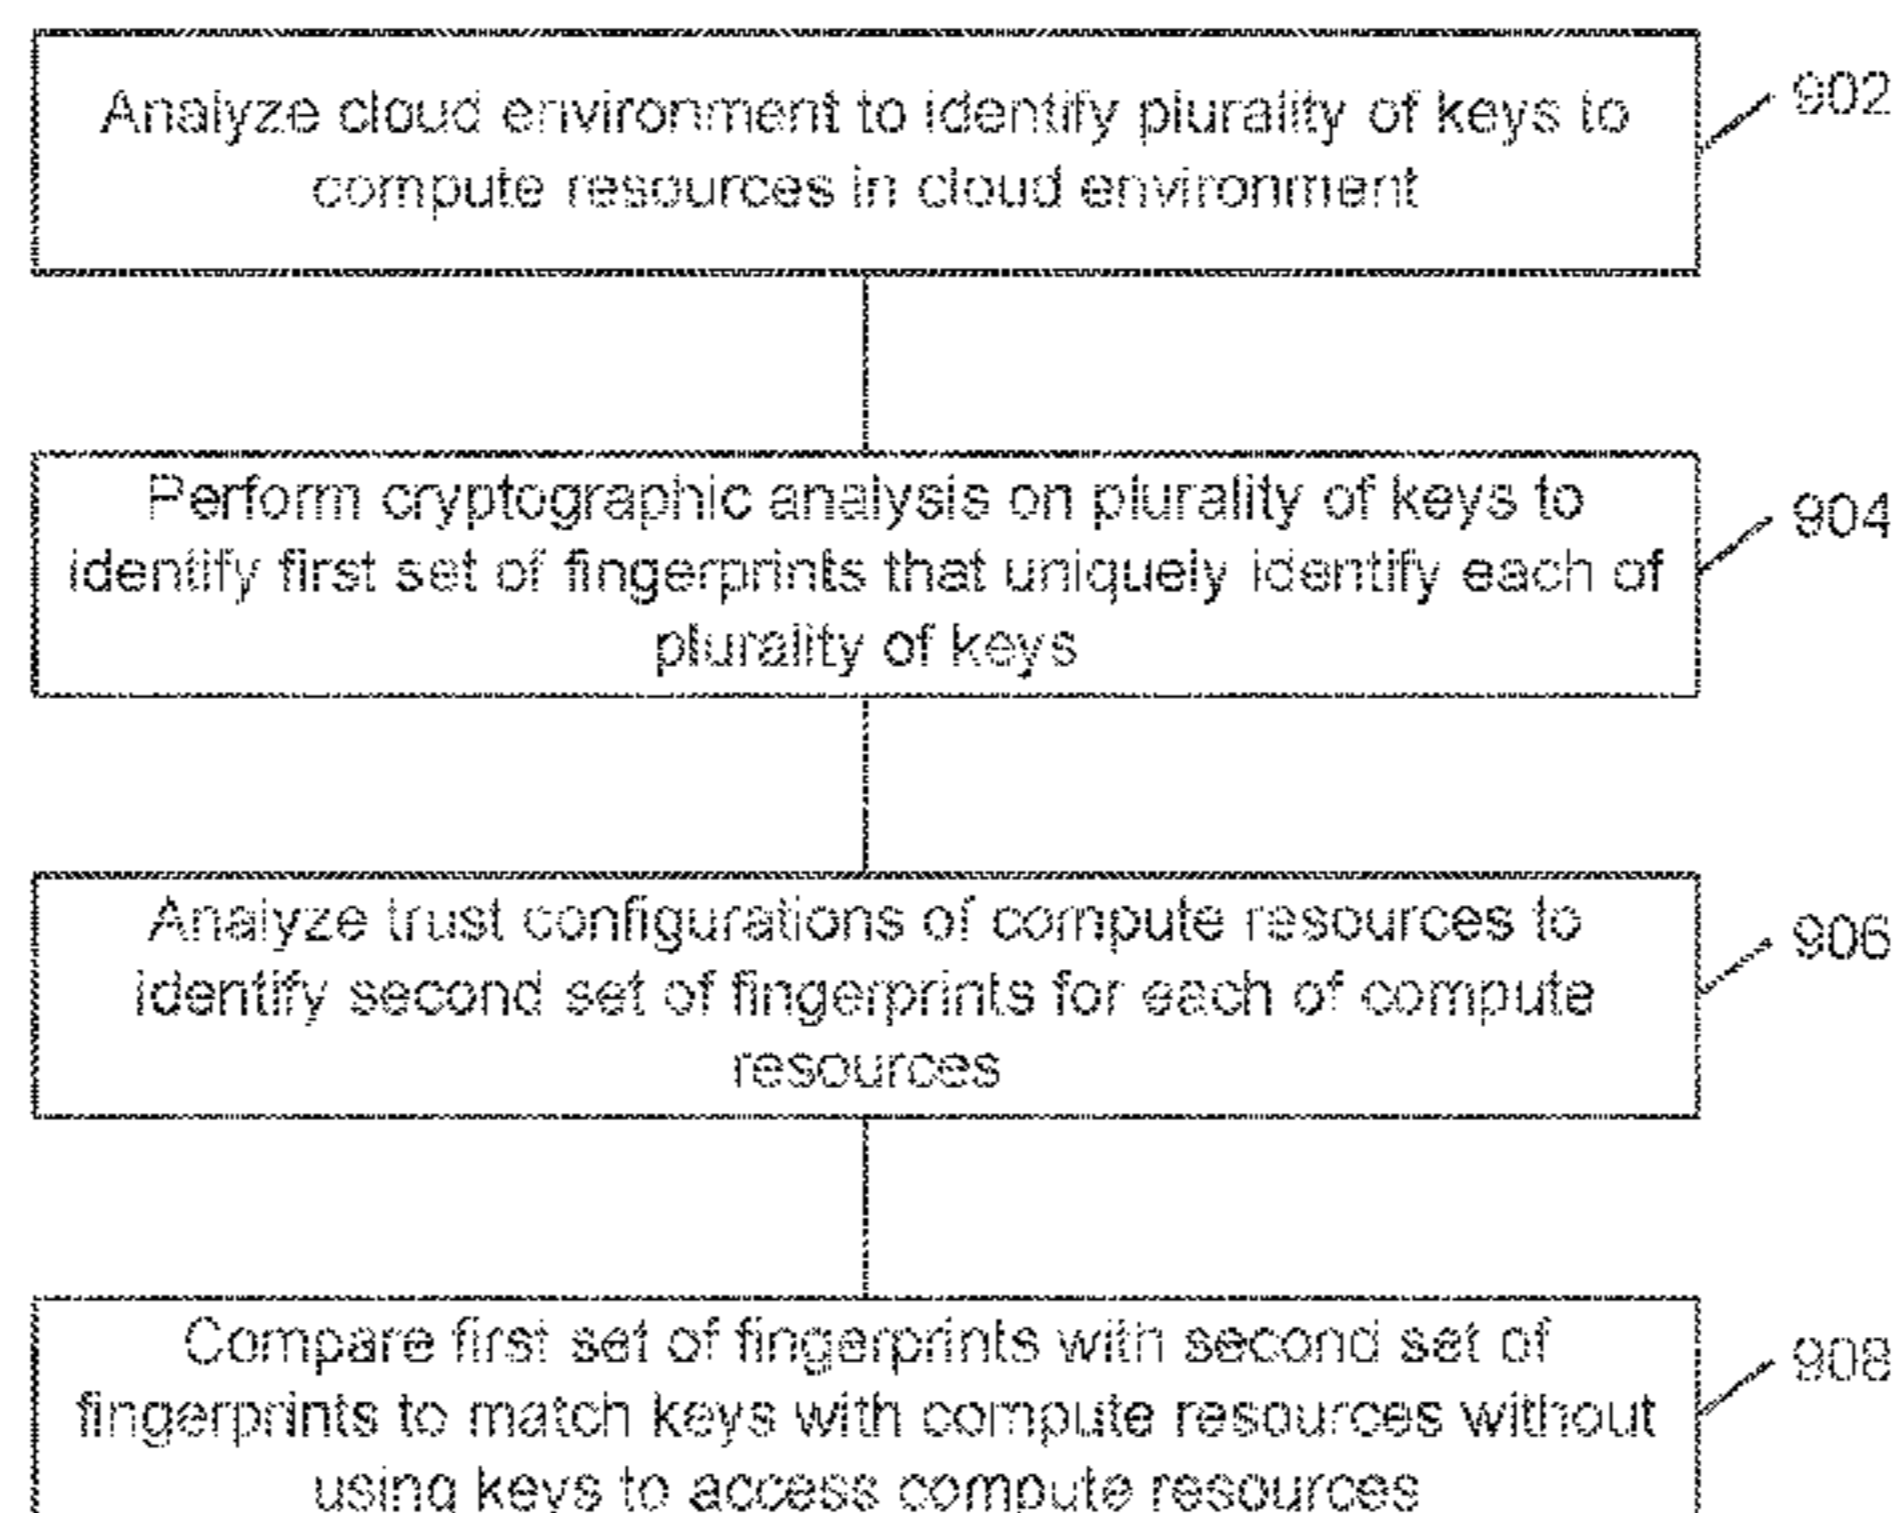 Analyze cloud environment to identify plurality of keys to
compute resources in cloud environment
902
Perform cryptographic analysis on plurality of keys to
identify first set of fingerprints that uniquely identify each of
plurality of keys
904
Analyze trust configurations of compute resources to
identify second set of fingerprints for each of compute
resources
906
Compare first set of fingerprints with second set of
fingerprints to match keys with compute resources without
using keys to access compute resources
908